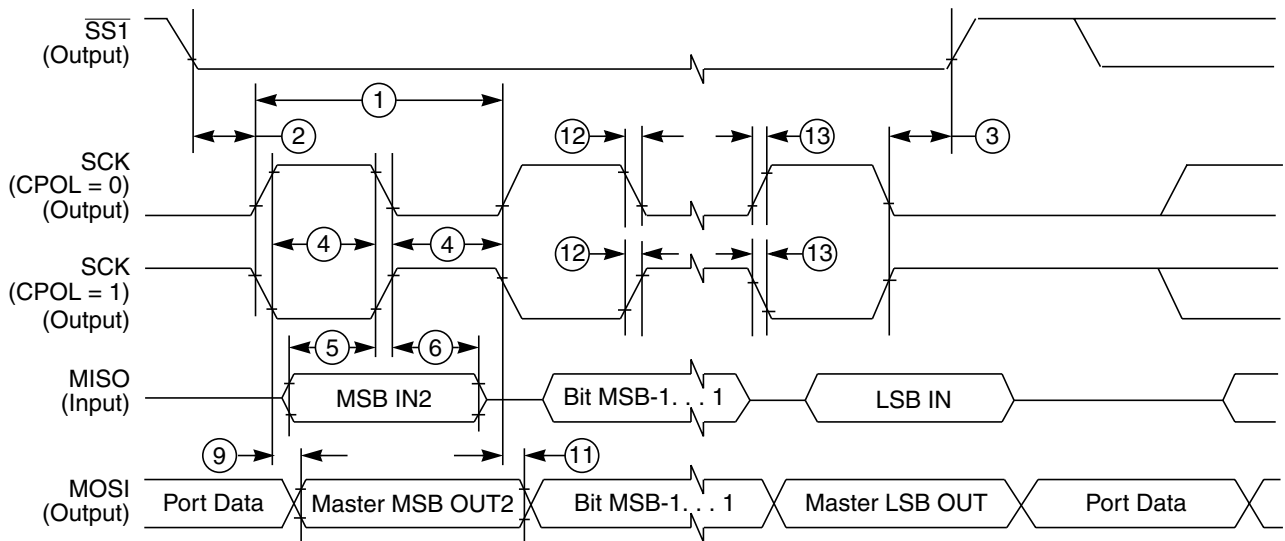 SS1
(Output)
1
2
12
13
3
SCK
(CPOL = 0)
(Output)
4
4
12
13
SCK
(CPOL = 1)
(Output)
5
6
MISO
(Input)
MSB IN2
Bit MSB-1. . . 1
LSB IN
9
11
MOSI
(Output)
Port Data
Master MSB OUT2
Bit MSB-1. . . 1
Master LSB OUT
Port Data